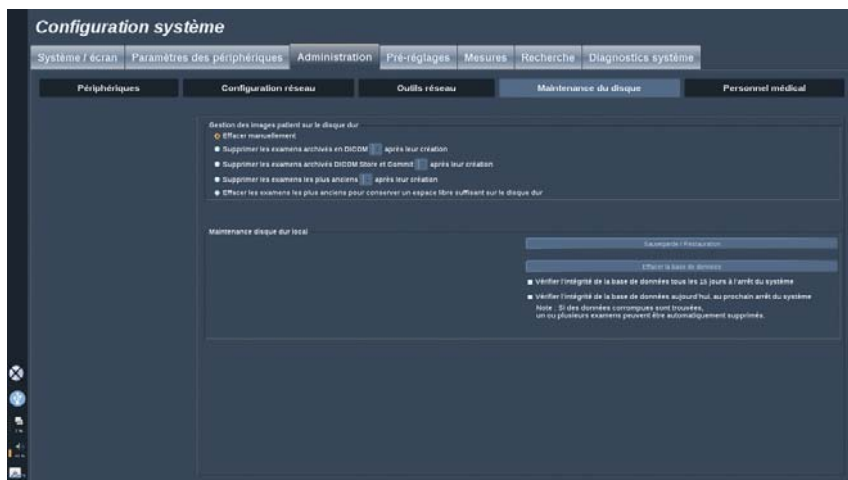 Configuration système
Système / écran Paramètres des périphériques Administration Pré-réglages Mesures Recherche Diagnostics système
Périphériques Configuration réseau Outils réseau Maintenance du disque Personnel médical
Gestion des images patient sur le disque dur
Effacer manuellement
Supprimer les examens archivés en DICOM après leur création
Supprimer les examens archivés DICOM Store et Commit après leur création
Supprimer les examens les plus anciens après leur création
Effacer les examens les plus anciens pour conserver un espace libre suffisant sur le disque dur
Maintenance disque dur local
Sauvegarde / Restauration
Effacer la base de données
Vérifier l'intégrité de la base de données tous les 15 jours à l'arrêt du système
Vérifier l'intégrité de la base de données aujourd'hui, au prochain arrêt du système
Note : Si des données corrompues sont trouvées,
un ou plusieurs examens peuvent être automatiquement supprimés.